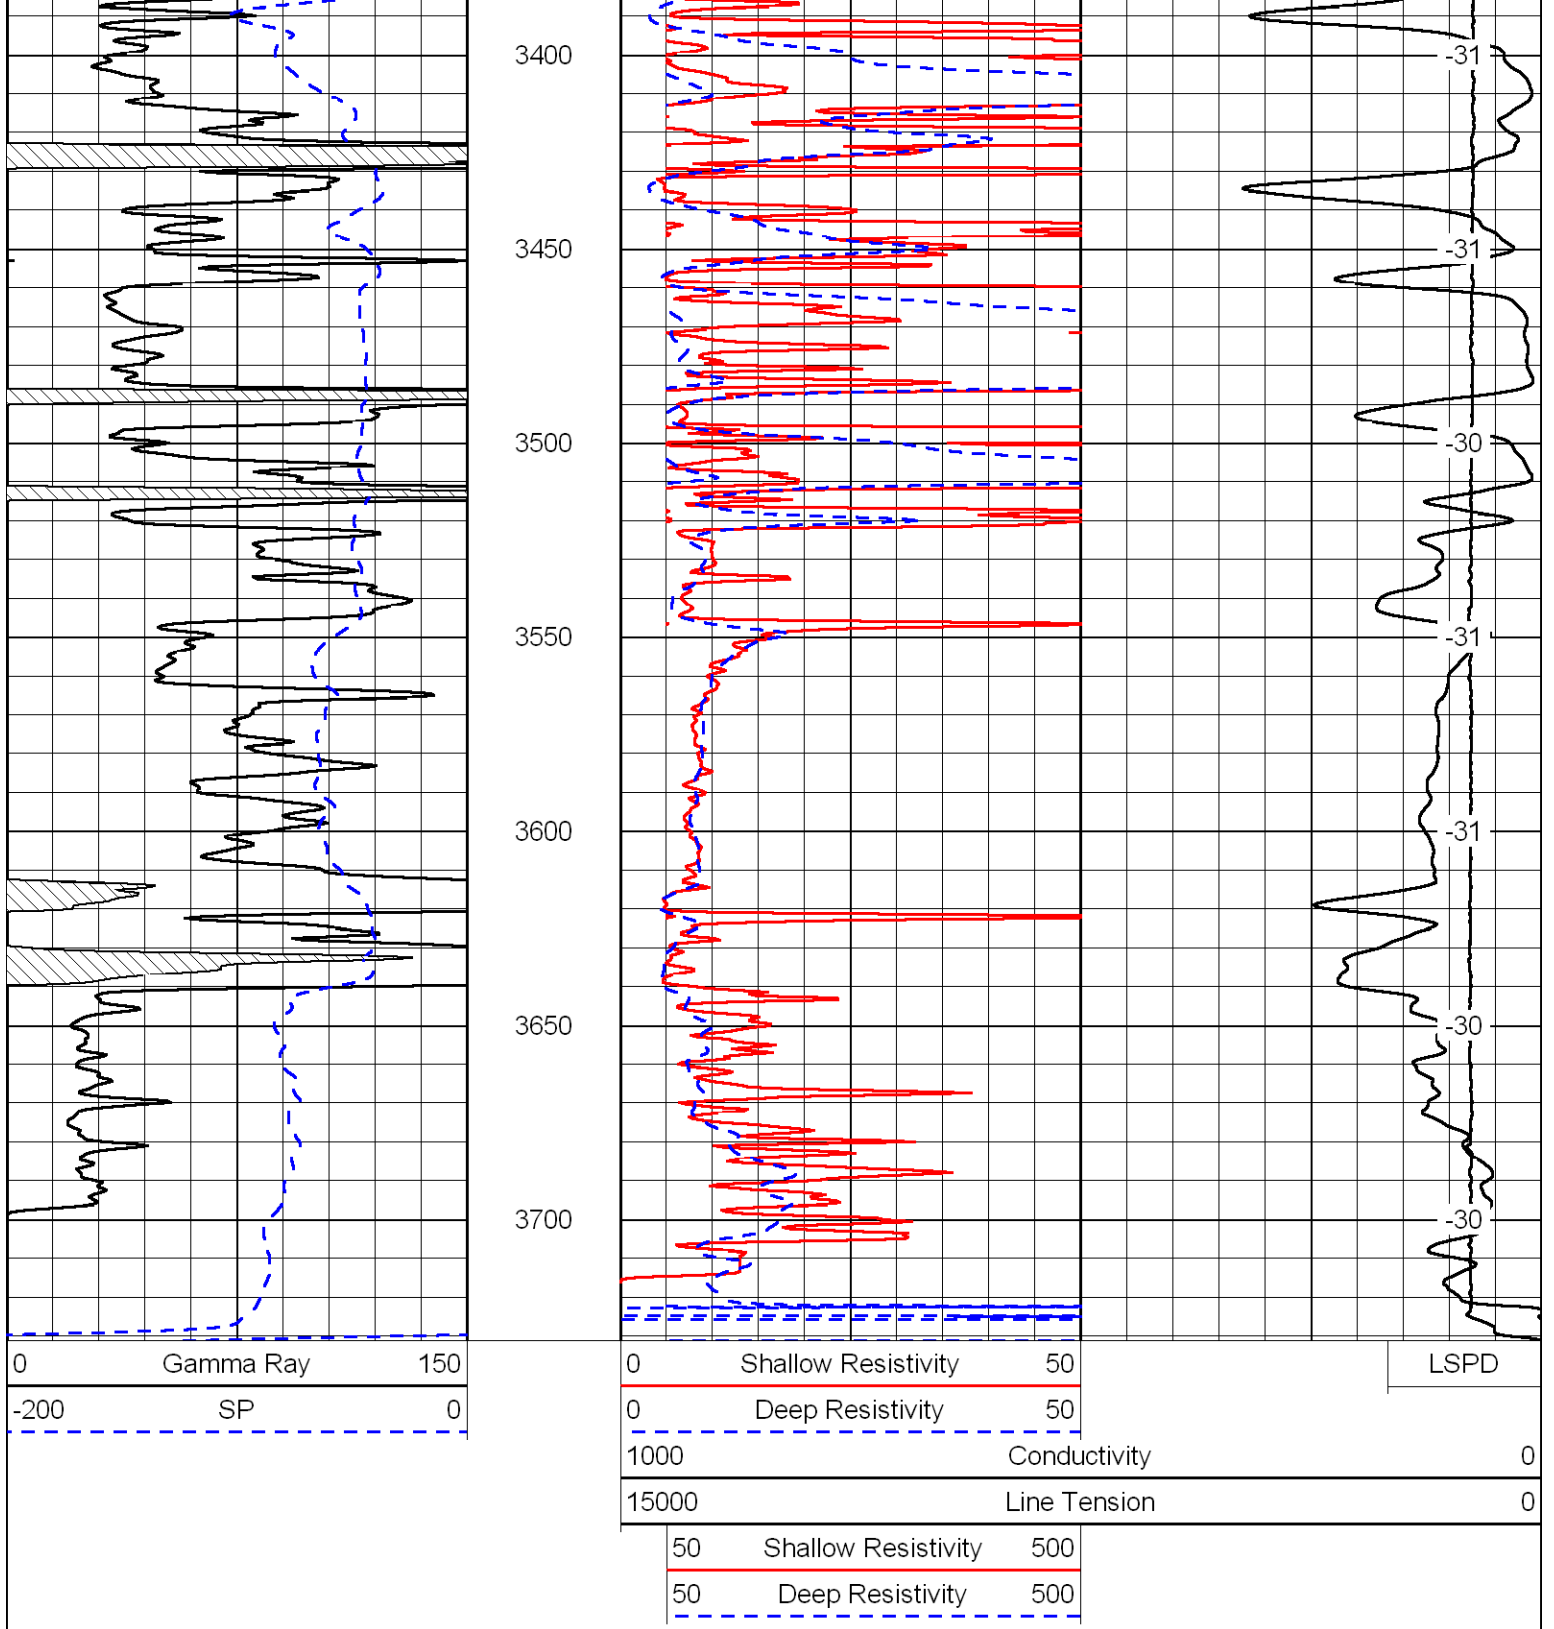 3400 -31
3450 -31
3500 -30
3550 -31
3600 -31
3650 -30
3700 -30
0 Gamma Ray 150
0 Shallow Resistivity 50
LSPD
-200 SP 0
0 Deep Resistivity 50
1000 Conductivity 0
15000 Line Tension 0
50 Shallow Resistivity 500
50 Deep Resistivity 500